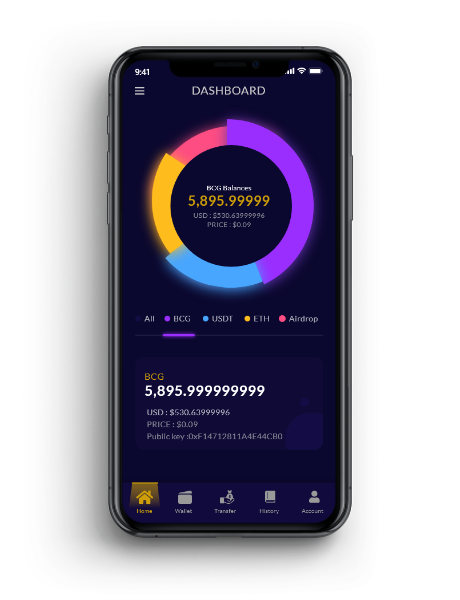 9:41
DASHBOARD
BCG Balances
5,895.99999
USD : $530.63999996
PRICE : $0.09
All BCG USDT ETH Airdrop
BCG
5,895.999999999
USD : $530.63999996
PRICE : $0.09
Public key :0xF14712811A4E44CB0
Home Wallet Transfer History Account